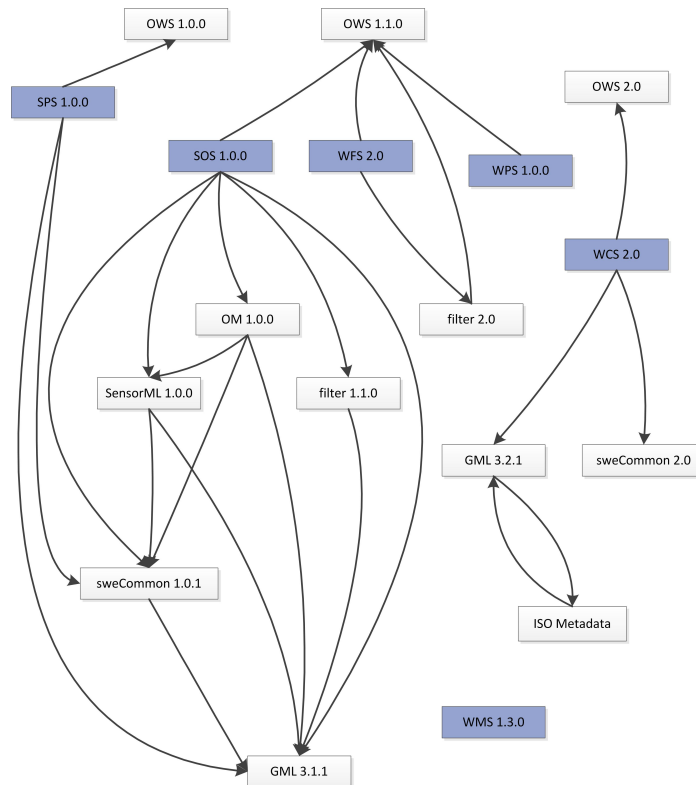 OWS 1.0.0
OWS 1.1.0
OWS 2.0
SPS 1.0.0
SOS 1.0.0
WFS 2.0
WPS 1.0.0
WCS 2.0
OM 1.0.0
filter 2.0
SensorML 1.0.0
filter 1.1.0
GML 3.2.1
sweCommon 2.0
sweCommon 1.0.1
ISO Metadata
WMS 1.3.0
GML 3.1.1